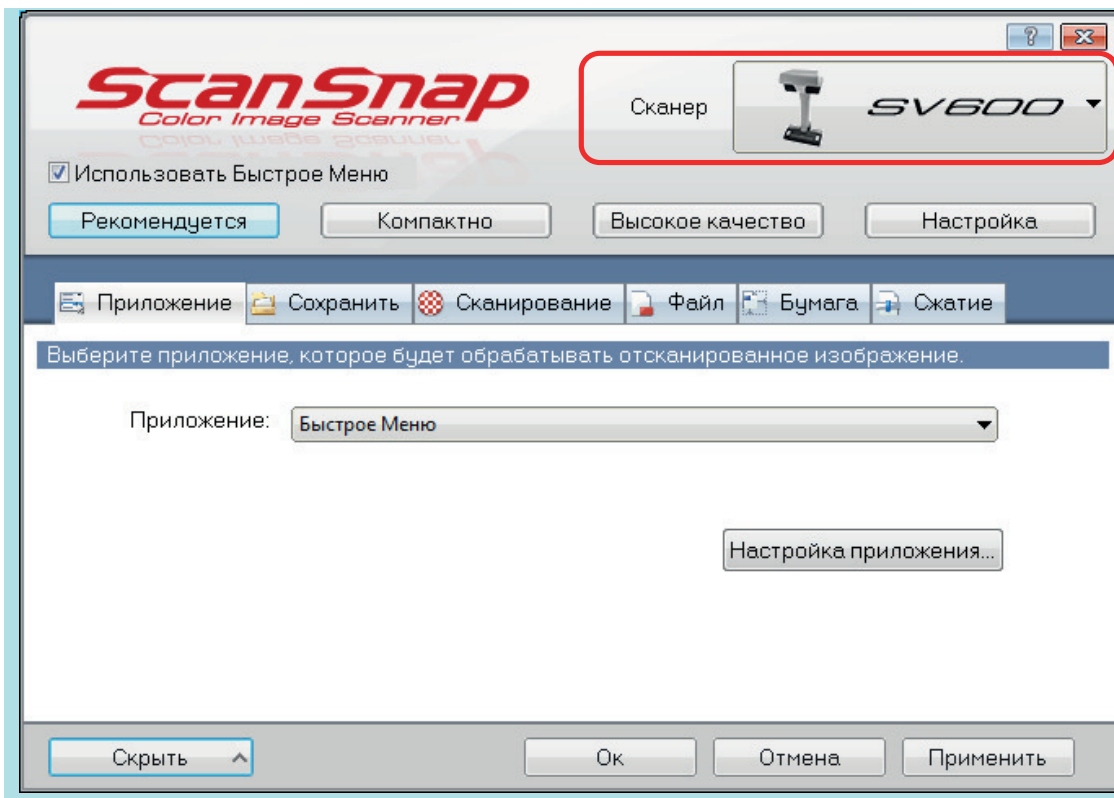 ?
ScanSnap
Color Image Scanner
Сканер SV600
Использовать Быстрое Меню
Рекомендуется Компактно Высокое качество Настройка
Приложение Сохранить Сканирование Файл Бумага Сжатие
Выберите приложение, которое будет обрабатывать отсканированное изображение.
Приложение: Быстрое Меню
Настройка приложения...
Скрыть Ок Отмена Применить